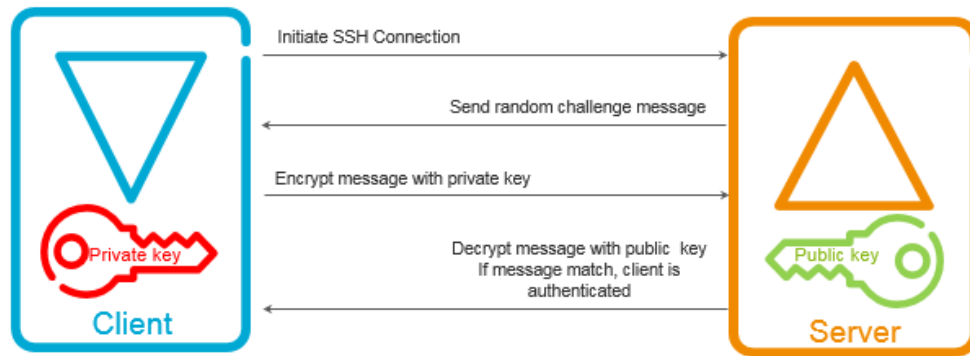 Initiate SSH Connection
Send random challenge message
Encrypt message with private key
Decrypt message with public key
If message match, client is
authenticated
Private key
Public key
Client
Server